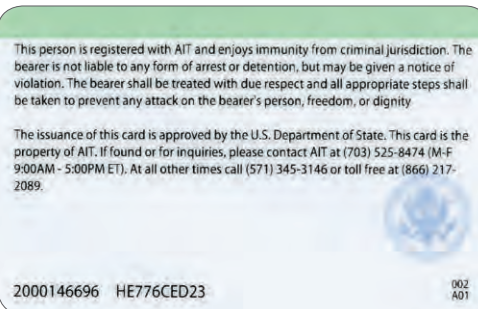 This person is registered with AIT and enjoys immunity from criminal jurisdiction. The
bearer is not liable to any form of arrest or detention, but may be given a notice of
violation. The bearer shall be treated with due respect and all appropriate steps shall
be taken to prevent any attack on the bearer's person, freedom, or dignity
The issuance of this card is approved by the U.S. Department of State. This card is the
property of AIT. If found or for inquiries, please contact AIT at (703) 525-8474 (M-F
9:00AM - 5:00PM ET). At all other times call (571) 345-3146 or toll free at (866) 217-
2089.
2000146696 HE776CED23
002
A01